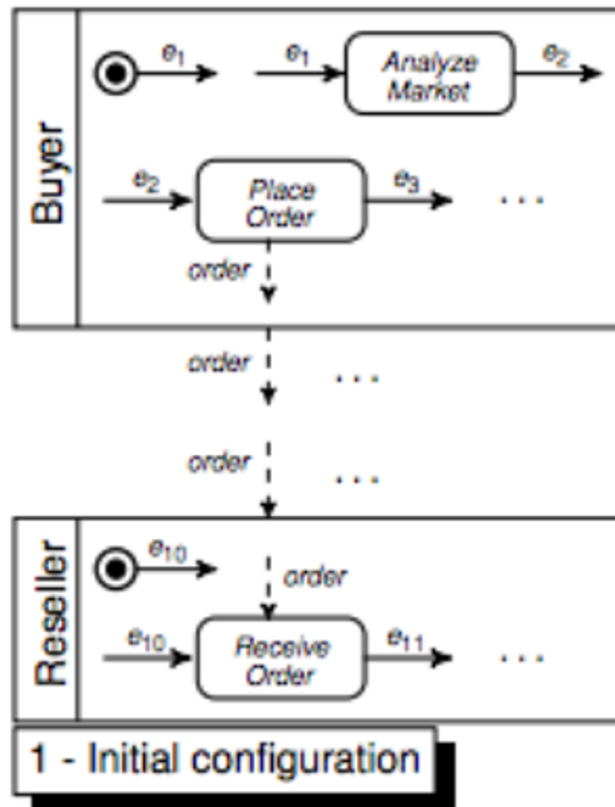 Buyer
e1 e1 Analyze e2
Market
e2 Place e3 ...
Order
order
order ...
order ...
Reseller
e10 order
e10 Receive e11 ...
Order
1 - Initial configuration